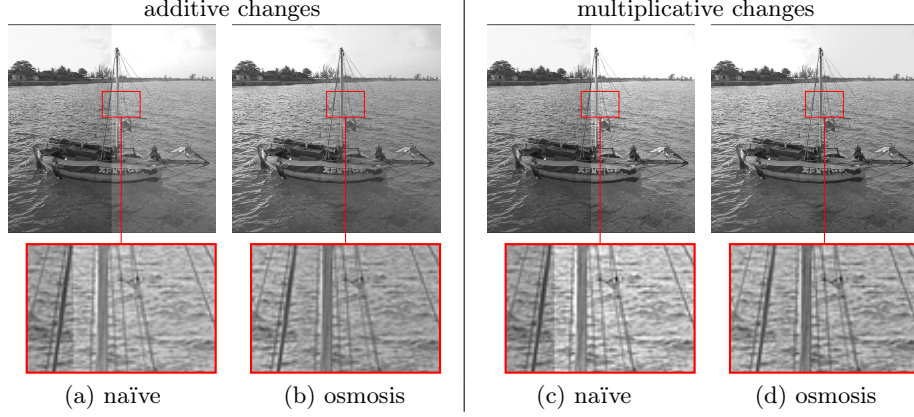 additive changes
multiplicative changes
(a) naïve
(b) osmosis
(c) naïve
(d) osmosis